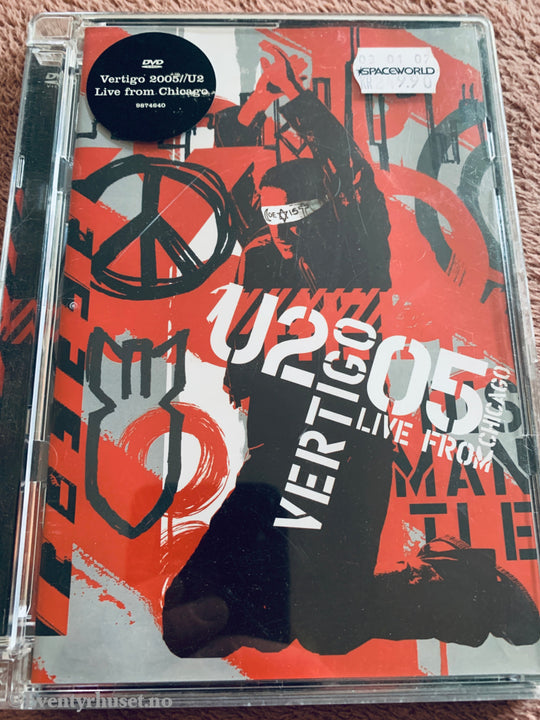 DVD
Vertigo 2005//U2
Live from Chicago
9874640
SPACEWORLD
U2
VERTIGO
05
LIVE FROM
CHICAGO
MAN
TLE
eventyrhuset.no